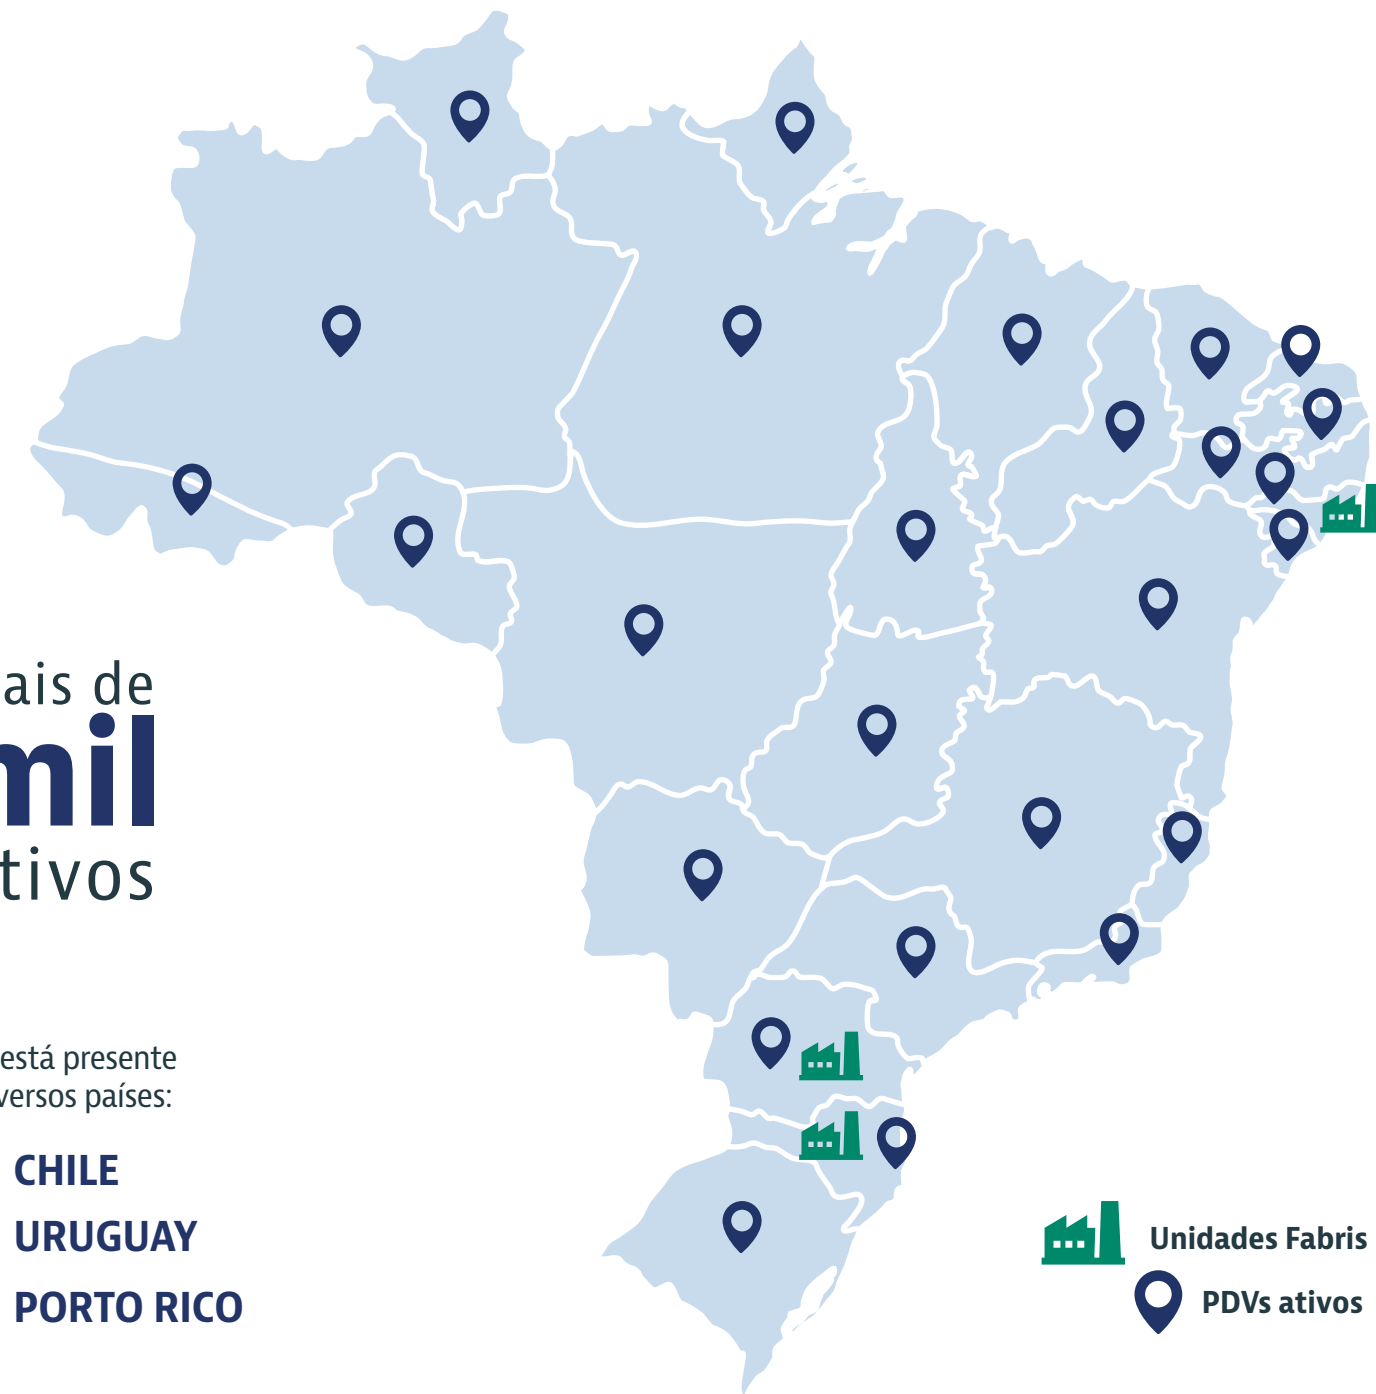 ais de
mil
tivos
está presente
versos países:
CHILE
URUGUAY
PORTO RICO
Unidades Fabris
PDVs ativos